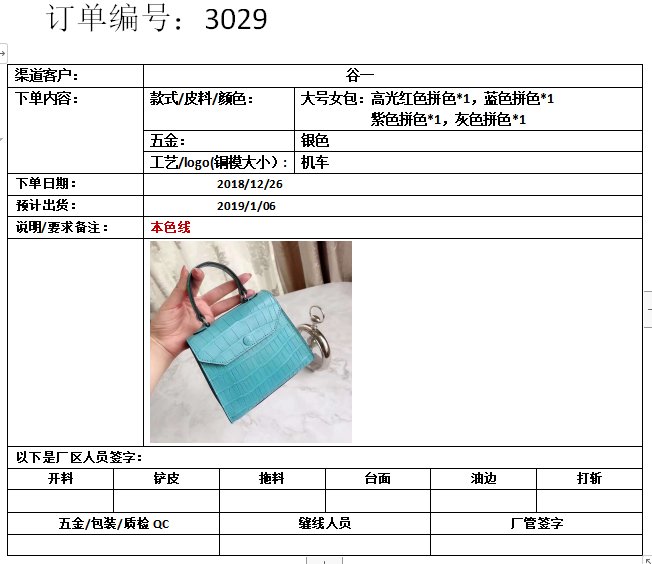 订单编号：3029
渠道客户： 谷一
下单内容： 款式/皮料/颜色： 大号女包：高光红色拼色*1，蓝色拼色*1
紫色拼色*1，灰色拼色*1
五金： 银色
工艺/logo(铜模大小）： 机车
下单日期： 2018/12/26
预计出货： 2019/1/06
说明/要求备注： 本色线
以下是厂区人员签字：
开料 铲皮 拖料 台面 油边 打斩
五金/包装/质检 QC 缝线人员 厂管签字